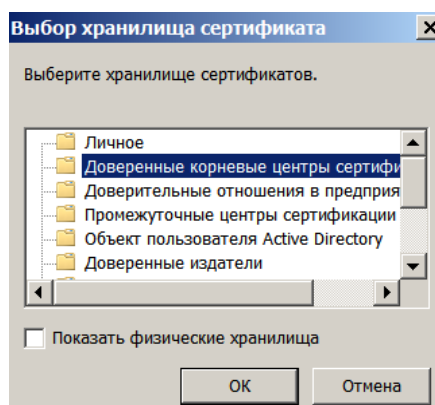 Выбор хранилища сертификата
Выберите хранилище сертификатов.
Личное
Доверенные корневые центры сертифи
Доверительные отношения в предприя
Промежуточные центры сертификации
Объект пользователя Active Directory
Доверенные издатели
Показать физические хранилища
ОК Отмена